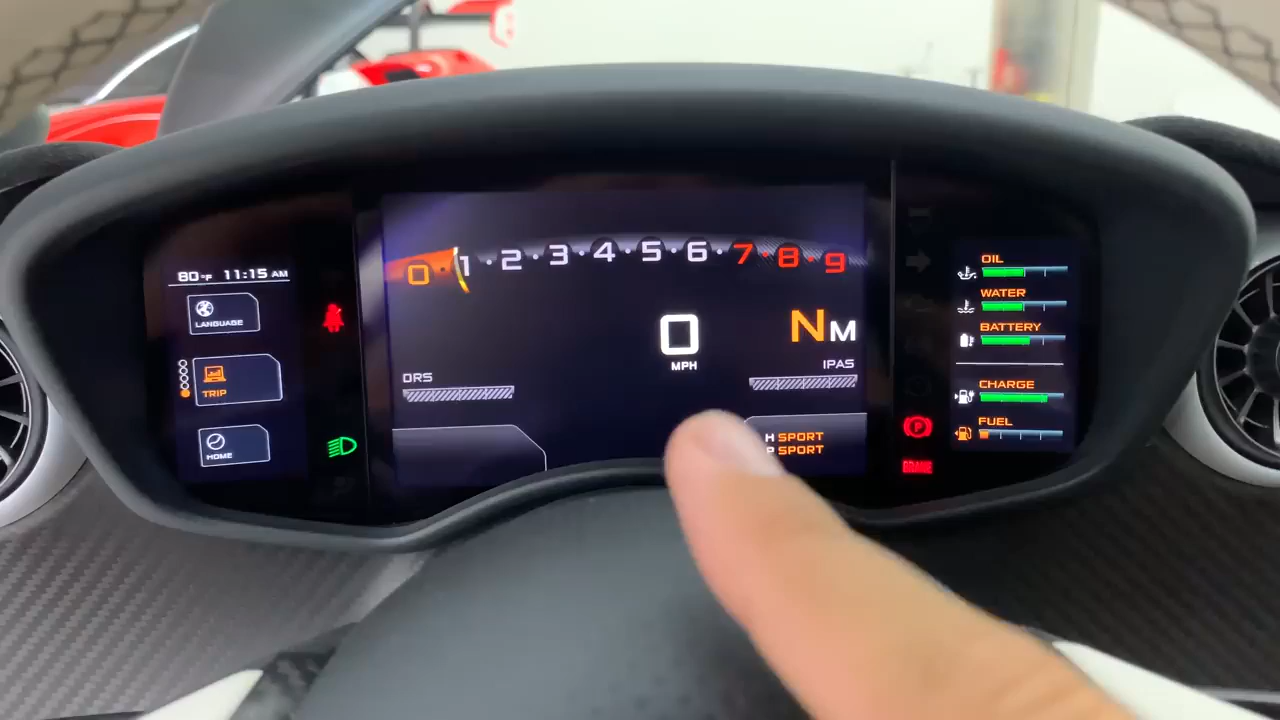 80°F 11:15 AM
LANGUAGE
TRIP
HOME
0 1 2 3 4 5 6 7 8 9
0
MPH
NM
DRS
IPAS
H SPORT
P SPORT
P
BRAKE
OIL
WATER
BATTERY
CHARGE
FUEL